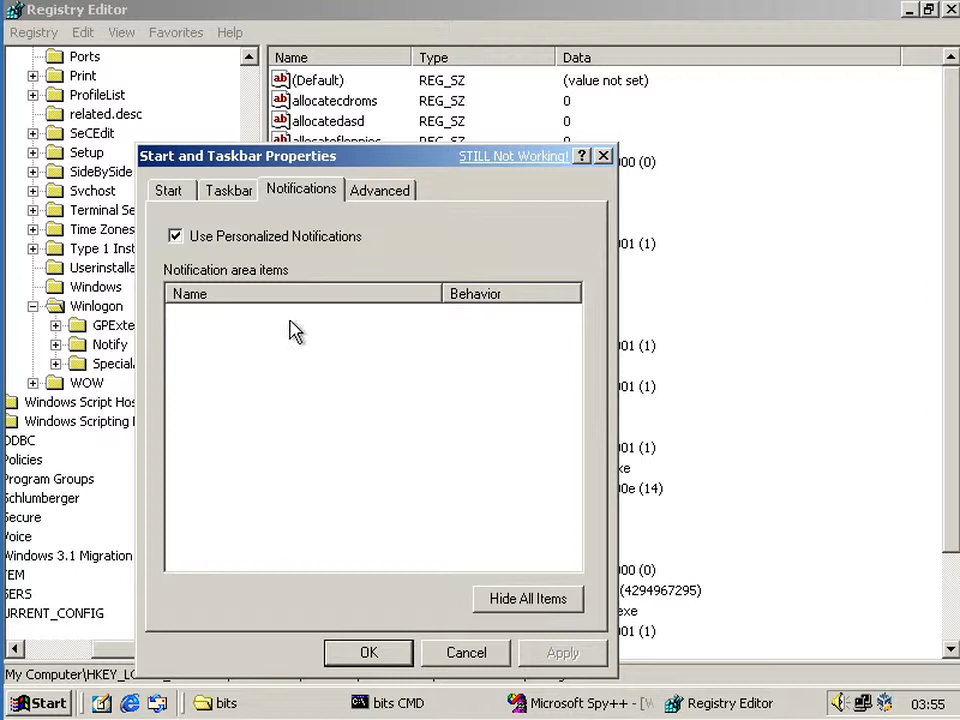 Registry Editor
Registry Edit View Favorites Help
Ports
Print
ProfileList
related.desc
SeCEdit
Setup
SideBySide
Svchost
Terminal Se
Time Zones
Type 1 Inst
Userinstalla
Windows
Winlogon
GPExte
Notify
Special
WOW
Windows Script Hos
Windows Scripting
ODBC
Policies
Program Groups
Schlumberger
Secure
Voice
Windows 3.1 Migration
TEM
SERS
URRENT_CONFIG
Name Type Data
(Default) REG_SZ (value not set)
allocatecdroms REG_SZ 0
allocatedasd REG_SZ 0
allocatefloppies REG_SZ 0
000 (0)
001 (1)
001 (1)
001 (1)
001 (1)
xe
00e (14)
000 (0)
(4294967295)
exe
001 (1)
Start and Taskbar Properties STILL Not Working!
Start Taskbar Notifications Advanced
Use Personalized Notifications
Notification area items
Name Behavior
Hide All Items
OK Cancel Apply
My Computer\HKEY_LO
Start bits bits CMD Microsoft Spy++ - [W Registry Editor 03:55